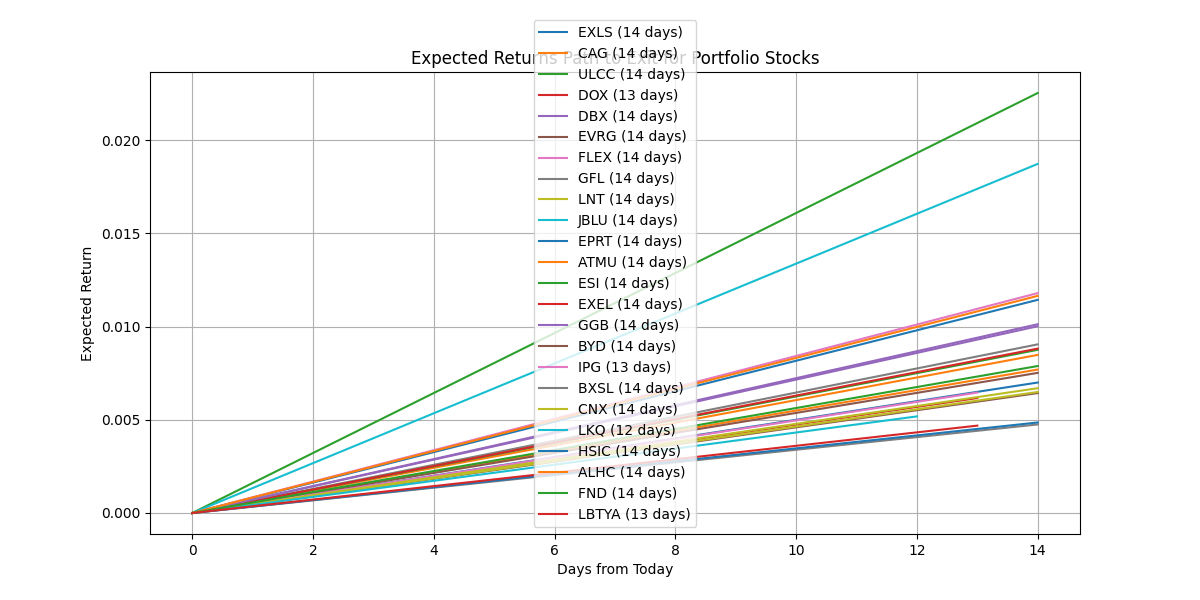 Expected Returns Path to Exit for Portfolio Stocks
EXLS (14 days)
CAG (14 days)
ULCC (14 days)
DOX (13 days)
DBX (14 days)
EVRG (14 days)
FLEX (14 days)
GFL (14 days)
LNT (14 days)
JBLU (14 days)
EPRT (14 days)
ATMU (14 days)
ESI (14 days)
EXEL (14 days)
GGB (14 days)
BYD (14 days)
IPG (13 days)
BXSL (14 days)
CNX (14 days)
LKQ (12 days)
HSIC (14 days)
ALHC (14 days)
FND (14 days)
LBTYA (13 days)
Expected Return
0.020
0.015
0.010
0.005
0.000
0 2 4 6 8 10 12 14
Days from Today